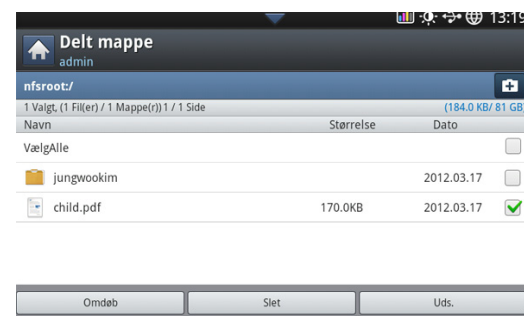 13:19
Delt mappe
admin
nfsroot:/
1 Valgt, (1 Fil(er) / 1 Mappe(r)) 1 / 1 Side (184.0 KB/ 81 GB)
Navn Størrelse Dato
VælgAlle
jungwookim 2012.03.17
child.pdf 170.0KB 2012.03.17
Omdøb Slet Uds.